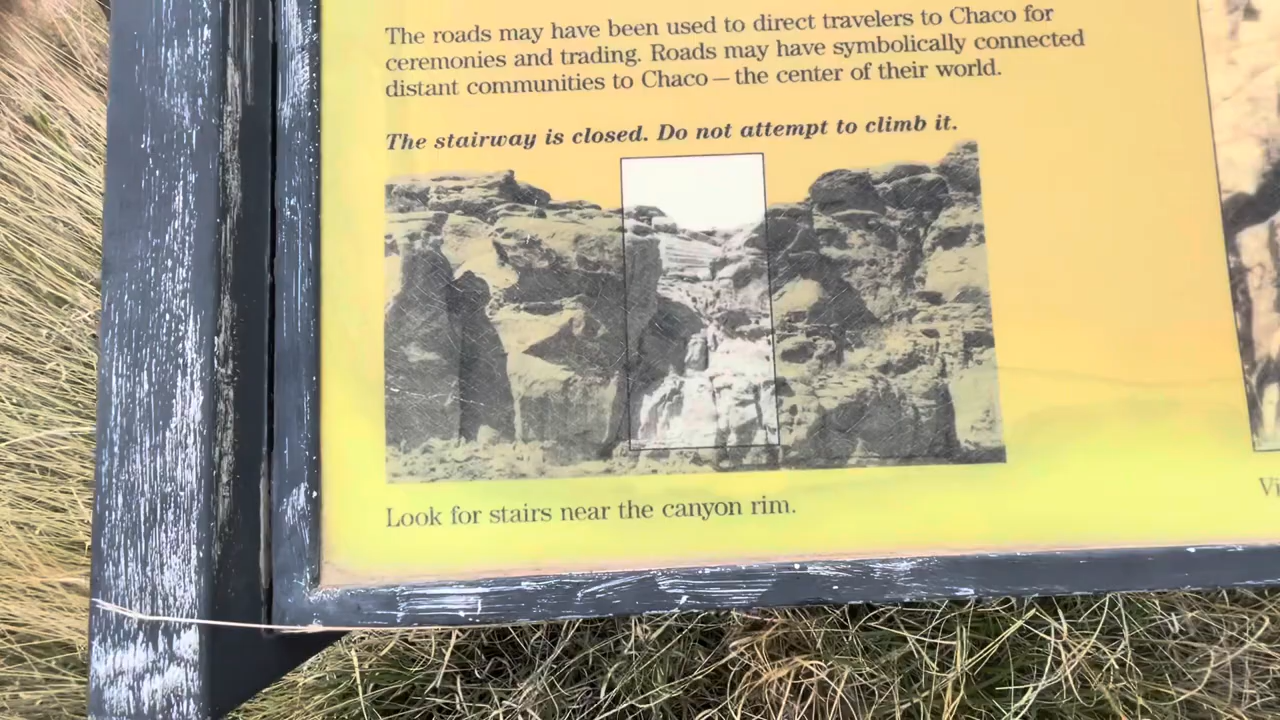 The roads may have been used to direct travelers to Chaco for
ceremonies and trading. Roads may have symbolically connected
distant communities to Chaco – the center of their world.
The stairway is closed. Do not attempt to climb it.
Look for stairs near the canyon rim.